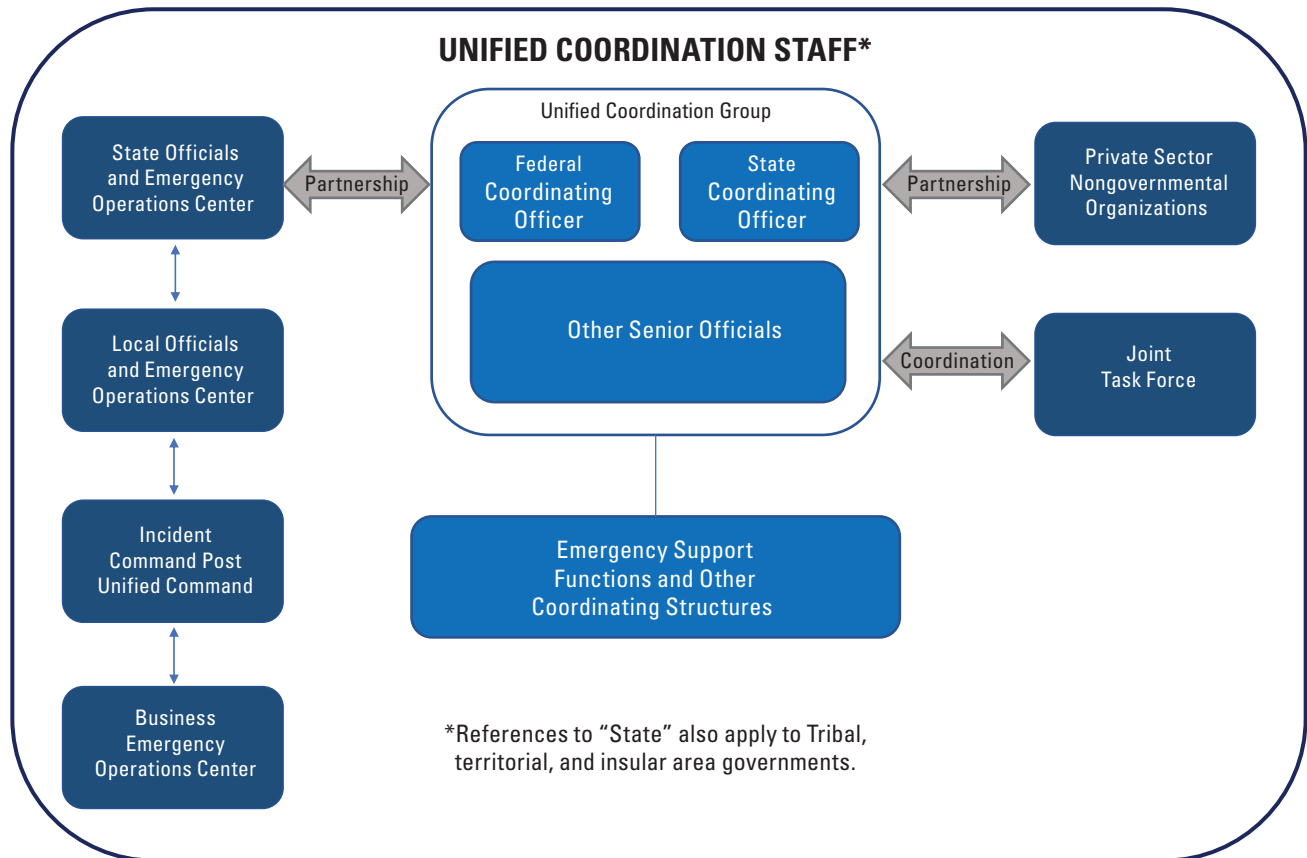 UNIFIED COORDINATION STAFF*
Unified Coordination Group
State Officials
and Emergency
Operations Center
Partnership
Federal
Coordinating
Officer
State
Coordinating
Officer
Partnership
Private Sector
Nongovernmental
Organizations
Other Senior Officials
Local Officials
and Emergency
Operations Center
Coordination
Joint
Task Force
Incident
Command Post
Unified Command
Emergency Support
Functions and Other
Coordinating Structures
Business
Emergency
Operations Center
*References to “State” also apply to Tribal,
territorial, and insular area governments.